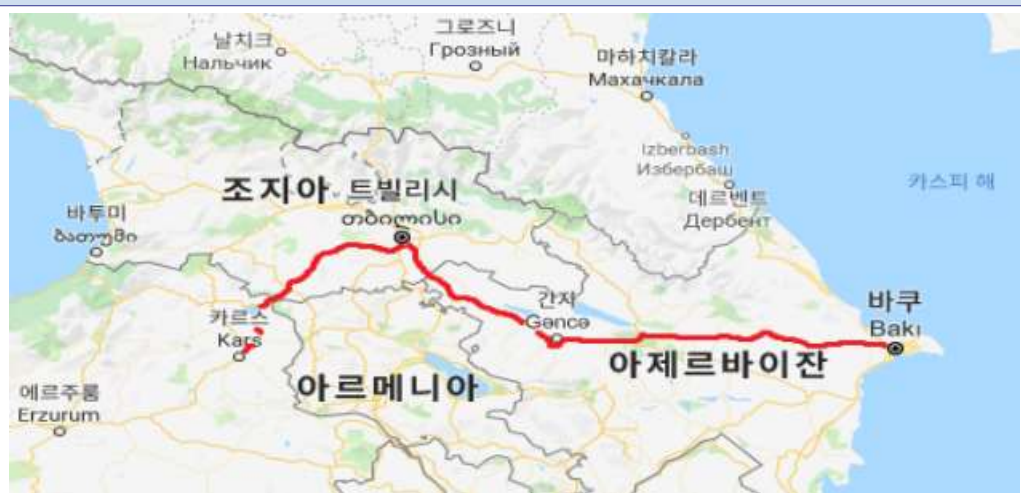 그로즈니
Грозный
날치크
Нальчик
마하치칼라
Махачкала
Izberbash
Избербаш
데르벤트
Дербент
카스피 해
조지아
트빌리시
თბილისი
바투미
ბათუმი
간자
Gəncə
바쿠
Bakı
카르스
Kars
아제르바이잔
아르메니아
에르주룸
Erzurum